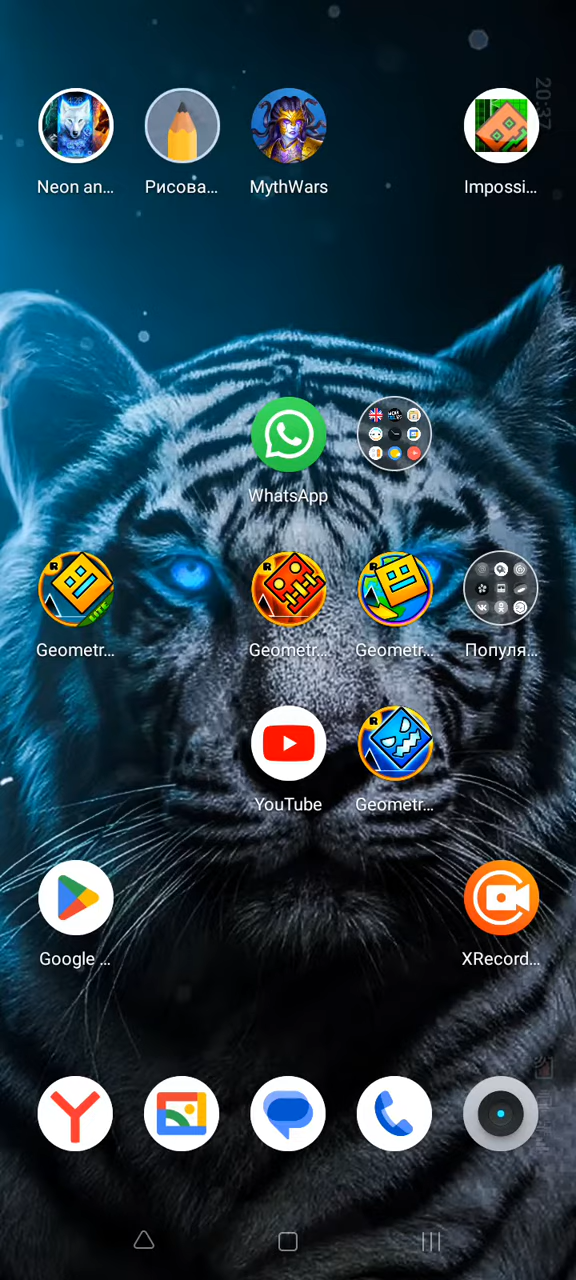 20:37
Neon an...
Рисова...
MythWars
Impossi...
WhatsApp
Geometr...
Geometr...
Geometr...
Популя...
YouTube
Geometr...
Google ...
XRecord...